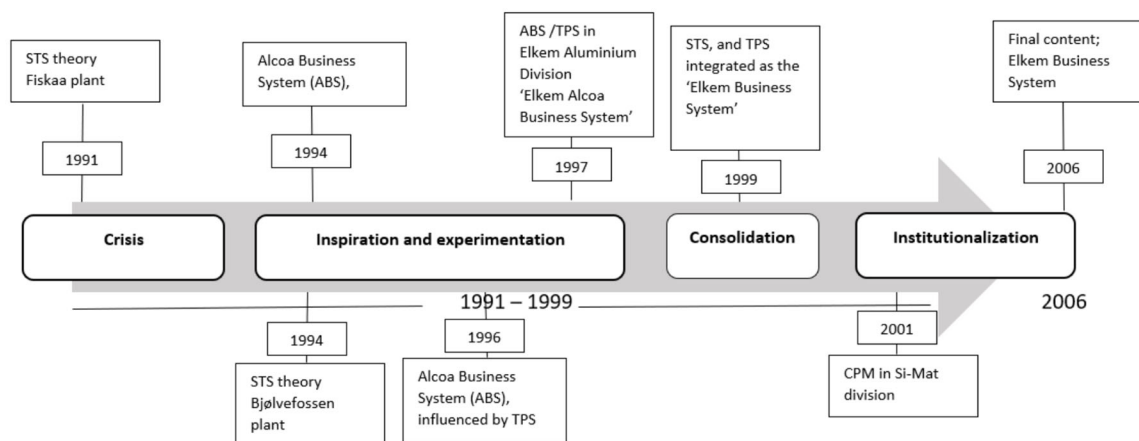 STS theory
Fiskaa plant
1991
Alcoa Business
System (ABS),
1994
ABS /TPS in
Elkem Aluminium
Division
‘Elkem Alcoa
Business System’
1997
STS, and TPS
integrated as the
‘Elkem Business
System’
1999
Final content;
Elkem Business
System
2006
Crisis
Inspiration and experimentation
Consolidation
Institutionalization
1991 – 1999
2006
1994
STS theory
Bjølvefossen
plant
1996
Alcoa Business
System (ABS),
influenced by TPS
2001
CPM in Si-Mat
division